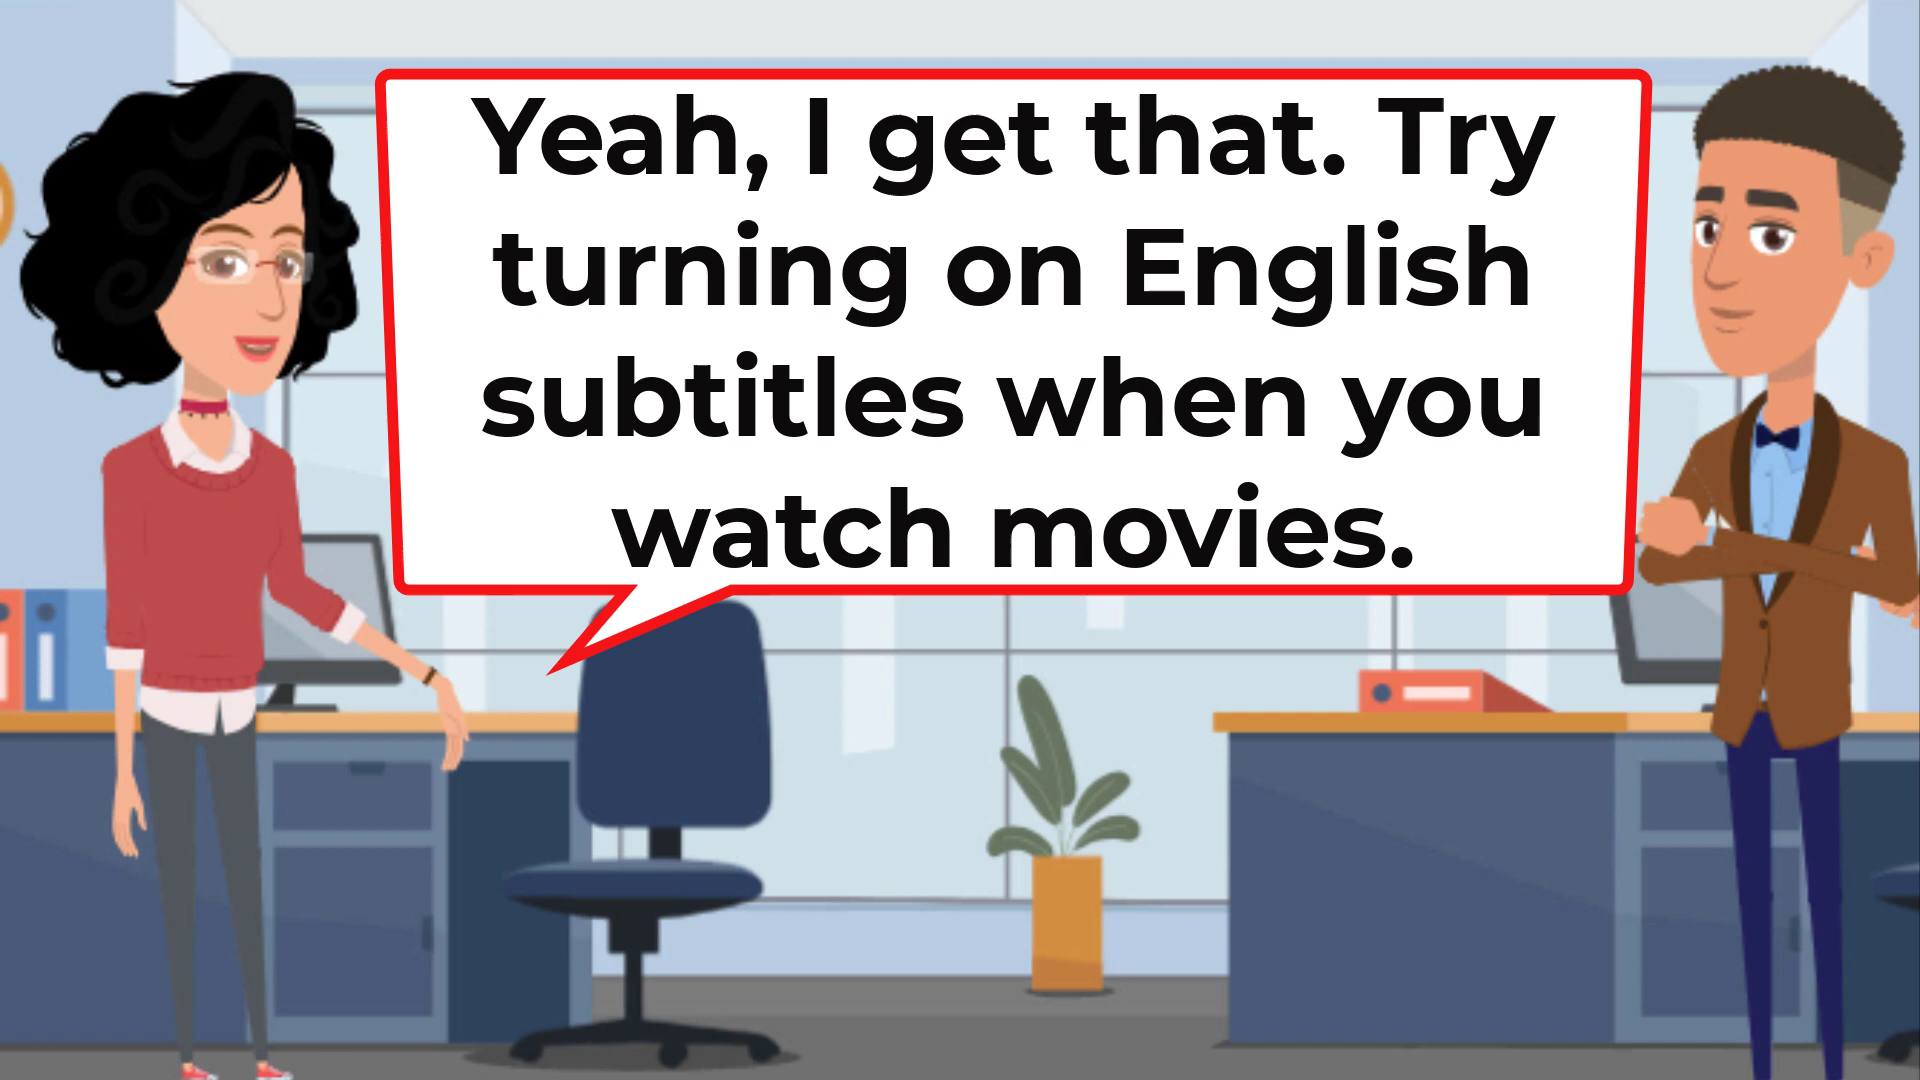 Yeah, I get that. Try
turning on English
subtitles when you
watch movies.